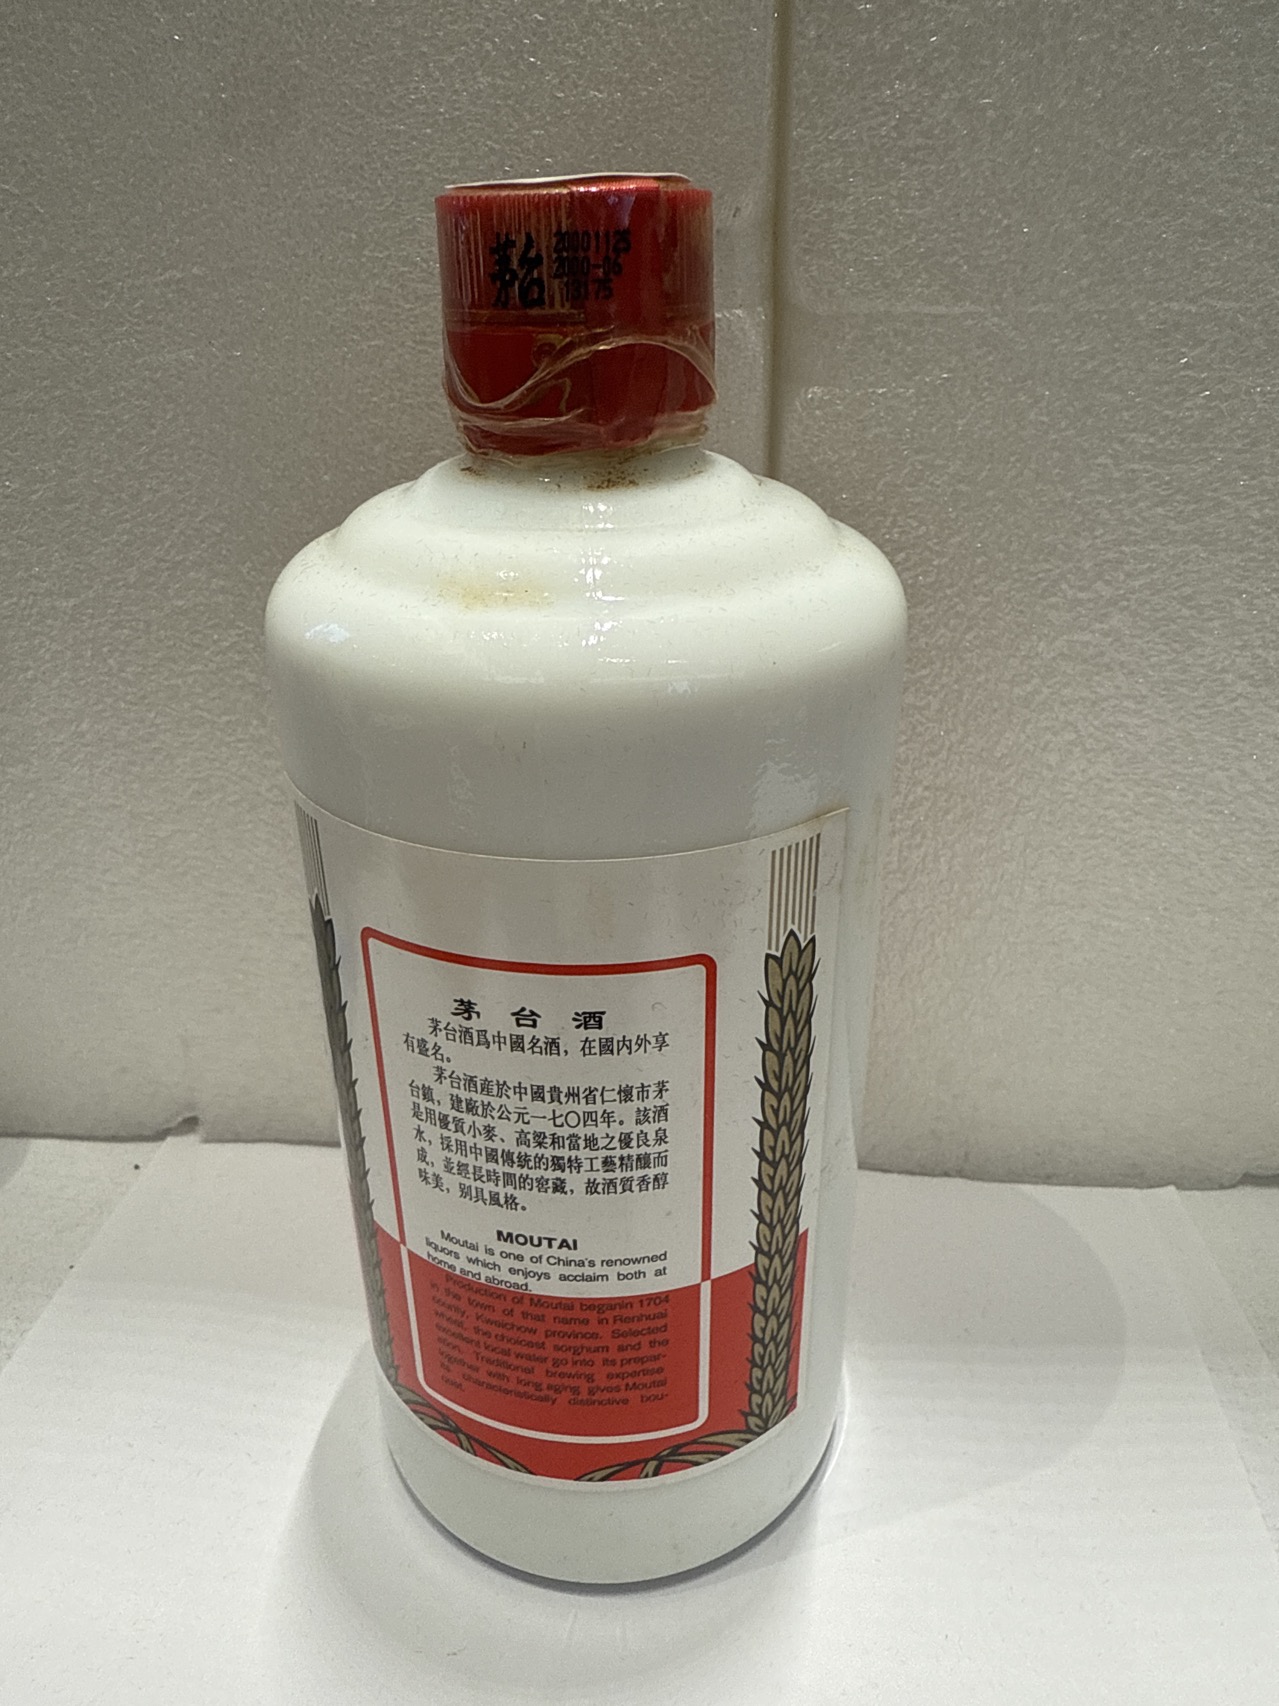 茅台
20001125
2000-06
13175
茅台酒
茅台酒爲中國名酒，在國内外享
有盛名。
茅台酒産於中國貴州省仁懷市茅
台鎮，建廠於公元一七〇四年。該酒
是用優質小麥、高粱和當地之優良泉
水，採用中國傳統的獨特工藝精釀而
成，並經長時間的窖藏，故酒質香醇
味美，别具風格。
MOUTAI
Moutai is one of China's renowned
liquors which enjoys acclaim both at
home and abroad.
Production of Moutai beganin 1704
in the town of that name in Renhuai
county, Kweichow province. Selected
wheat, the choicest sorghum and the
excellent local water go into its prepar-
ation. Traditional brewing expertise
together with long aging gives Moutai
its characteristically distinctive bou-
quet.